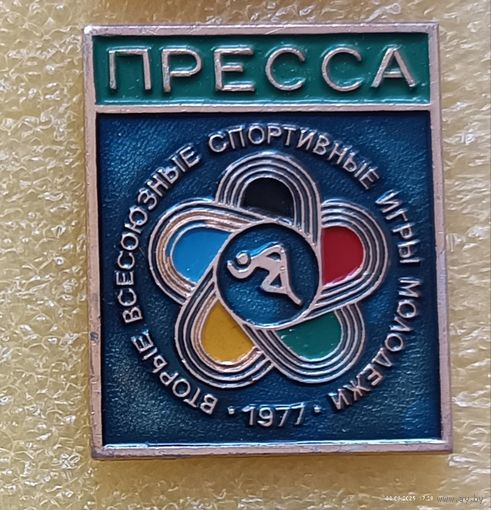 ПРЕССА
ВТОРЫЕ ВСЕСОЮЗНЫЕ СПОРТИВНЫЕ ИГРЫ МОЛОДЕЖИ
· 1977 ·